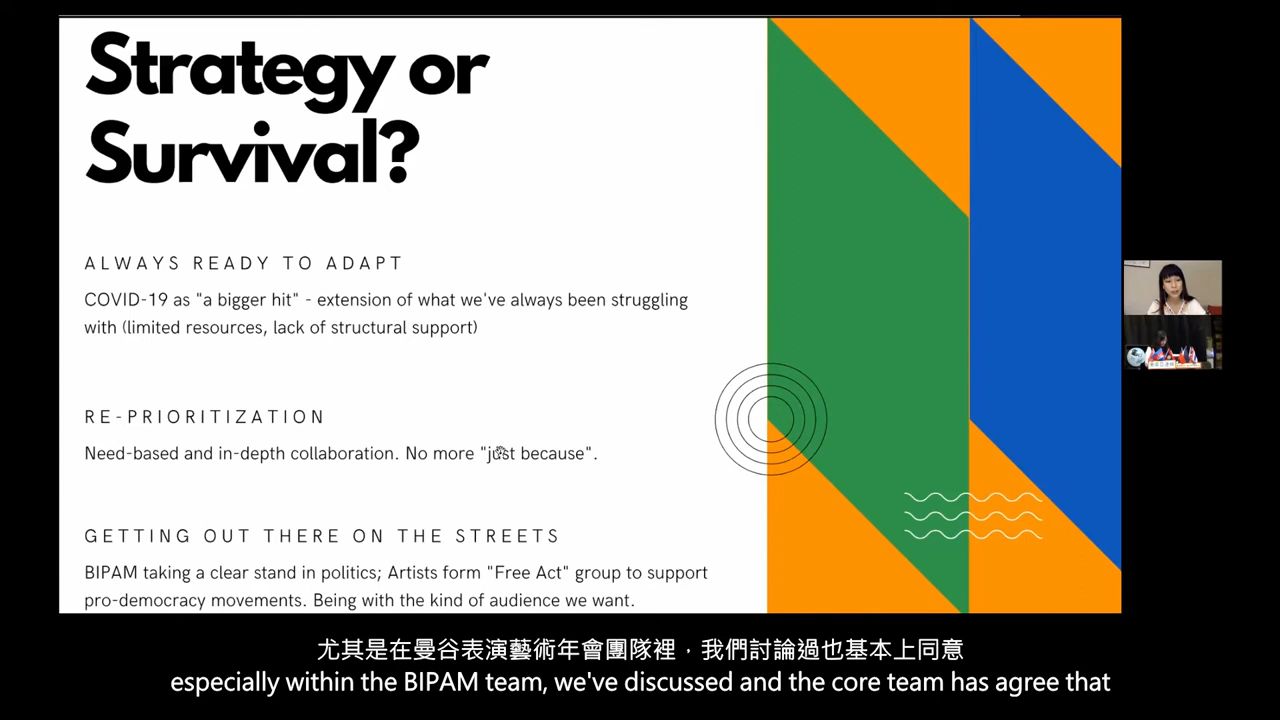 Strategy or
Survival?
ALWAYS READY TO ADAPT
COVID-19 as "a bigger hit" - extension of what we've always been struggling
with (limited resources, lack of structural support)
RE-PRIORITIZATION
Need-based and in-depth collaboration. No more "just because".
GETTING OUT THERE ON THE STREETS
BIPAM taking a clear stand in politics; Artists form "Free Act" group to support
pro-democracy movements. Being with the kind of audience we want.
尤其是在曼谷表演藝術年會團隊裡，我們討論過也基本上同意
especially within the BIPAM team, we've discussed and the core team has agree that